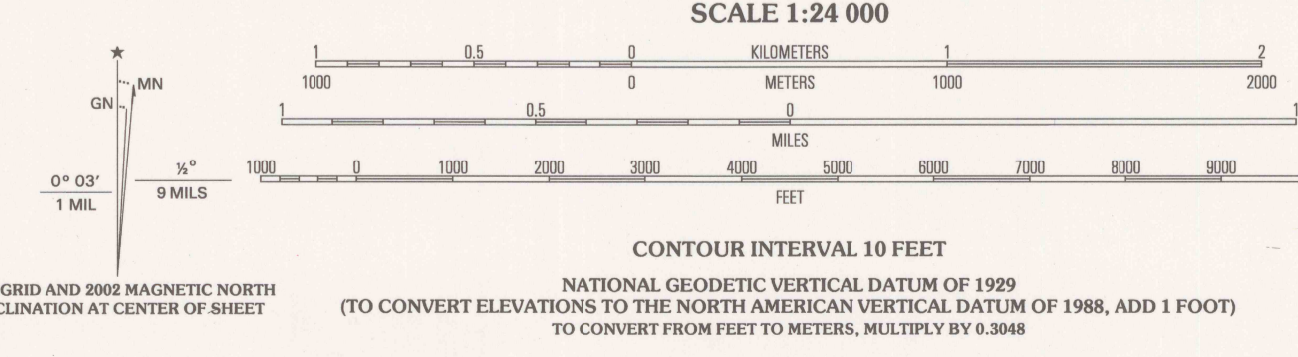 SCALE 1:24 000
1 0.5 0 KILOMETERS 1 2
1000 0 METERS 1000 2000
1 0.5 0 1
MILES
1000 0 1000 2000 3000 4000 5000 6000 7000 8000 9000
FEET
★
MN
GN
0° 03′
1 MIL
½°
9 MILS
GRID AND 2002 MAGNETIC NORTH
CLINATION AT CENTER OF SHEET
CONTOUR INTERVAL 10 FEET
NATIONAL GEODETIC VERTICAL DATUM OF 1929
(TO CONVERT ELEVATIONS TO THE NORTH AMERICAN VERTICAL DATUM OF 1988, ADD 1 FOOT)
TO CONVERT FROM FEET TO METERS, MULTIPLY BY 0.3048